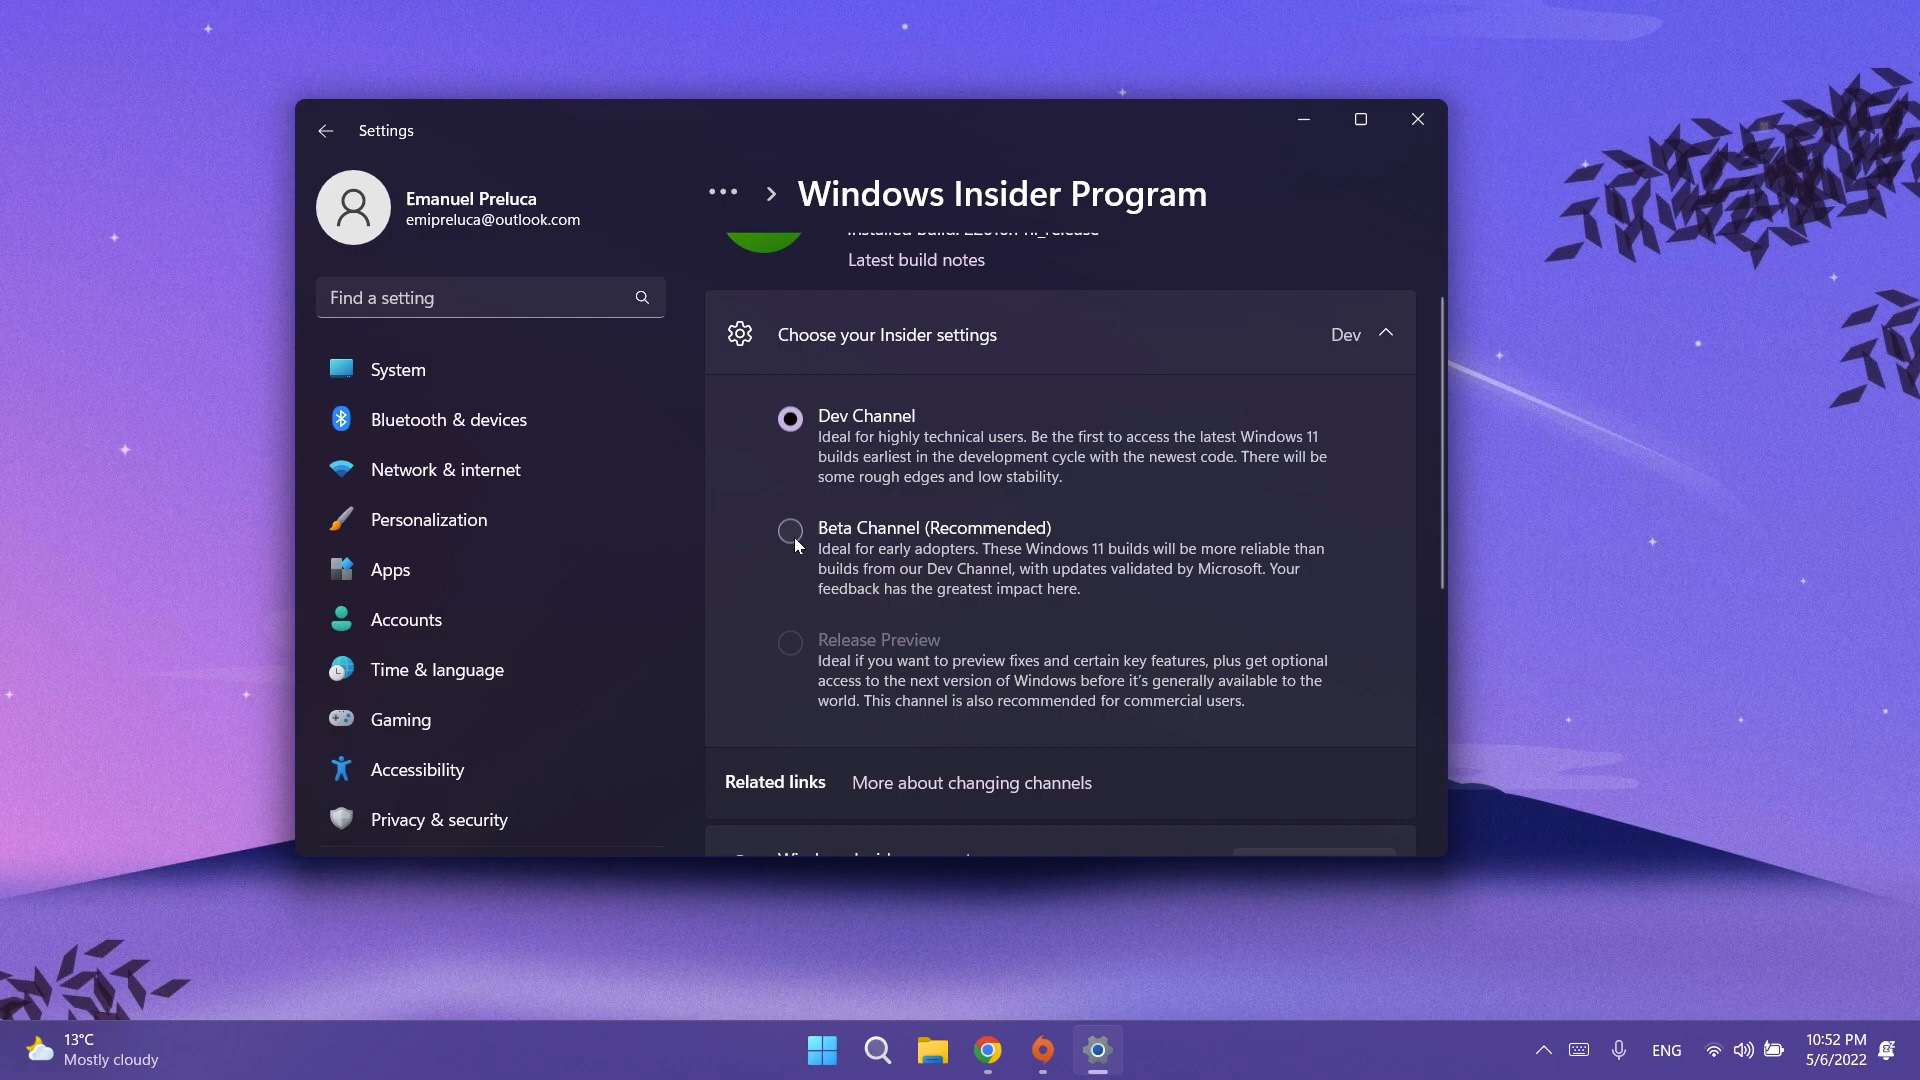 Settings
Emanuel Preluca
emipreluca@outlook.com
Find a setting
System
Bluetooth & devices
Network & internet
Personalization
Apps
Accounts
Time & language
Gaming
Accessibility
Privacy & security
Windows Insider Program
Latest build notes
Choose your Insider settings
Dev
Dev Channel
Ideal for highly technical users. Be the first to access the latest Windows 11
builds earliest in the development cycle with the newest code. There will be
some rough edges and low stability.
Beta Channel (Recommended)
Ideal for early adopters. These Windows 11 builds will be more reliable than
builds from our Dev Channel, with updates validated by Microsoft. Your
feedback has the greatest impact here.
Release Preview
Ideal if you want to preview fixes and certain key features, plus get optional
access to the next version of Windows before it's generally available to the
world. This channel is also recommended for commercial users.
Related links More about changing channels
13°C
Mostly cloudy
ENG
10:52 PM
5/6/2022